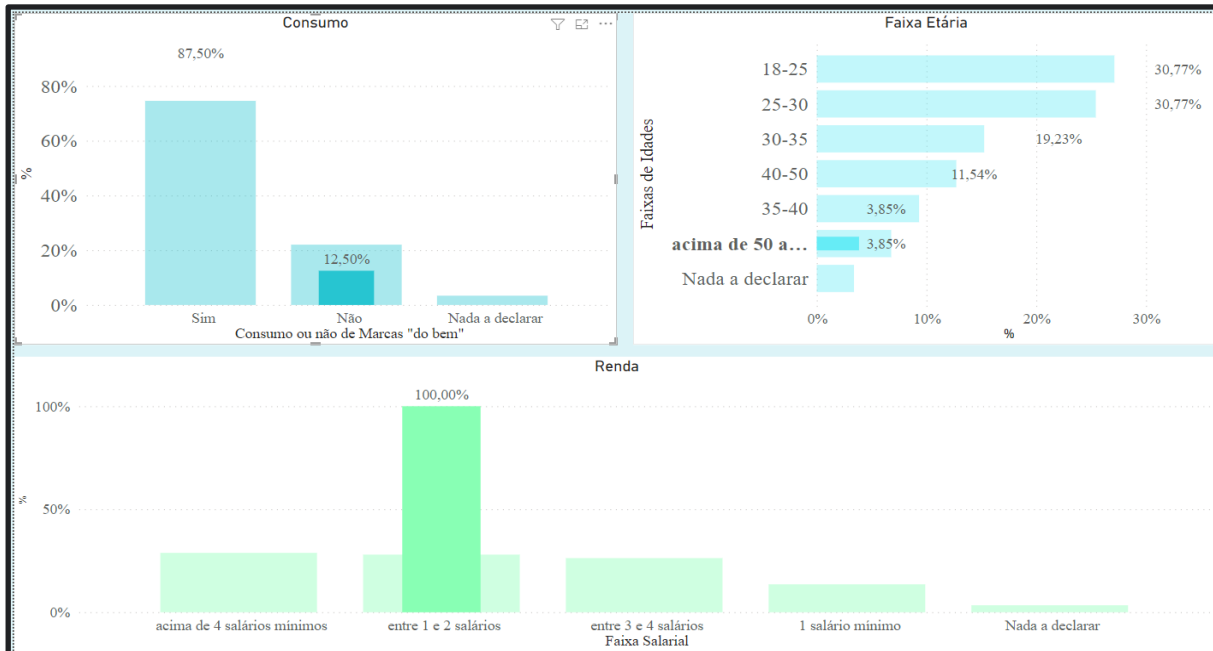 Consumo
87,50%
80%
60%
40%
20%
0%
%
12,50%
Sim
Não
Nada a declarar
Consumo ou não de Marcas "do bem"
Faixa Etária
Faixas de Idades
18-25
30,77%
25-30
30,77%
30-35
19,23%
40-50
11,54%
35-40
3,85%
acima de 50 a...
3,85%
Nada a declarar
0%
10%
20%
30%
%
Renda
100,00%
100%
50%
0%
%
acima de 4 salários mínimos
entre 1 e 2 salários
entre 3 e 4 salários
1 salário mínimo
Nada a declarar
Faixa Salarial